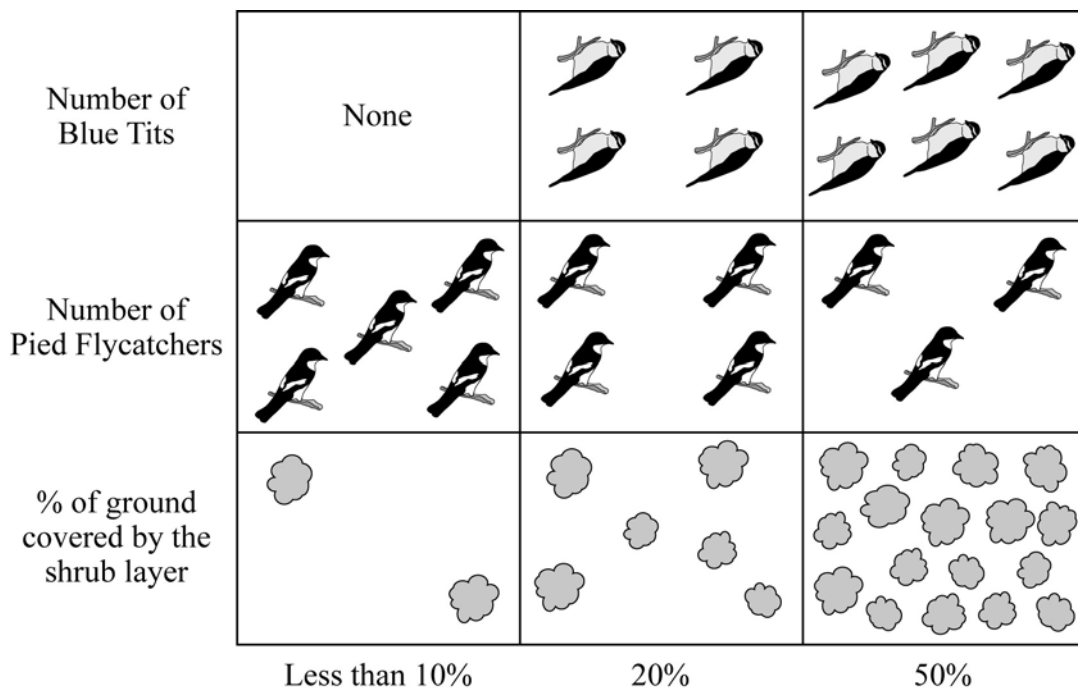 Number of
Blue Tits
None
Number of
Pied Flycatchers
% of ground
covered by the
shrub layer
Less than 10%
20%
50%